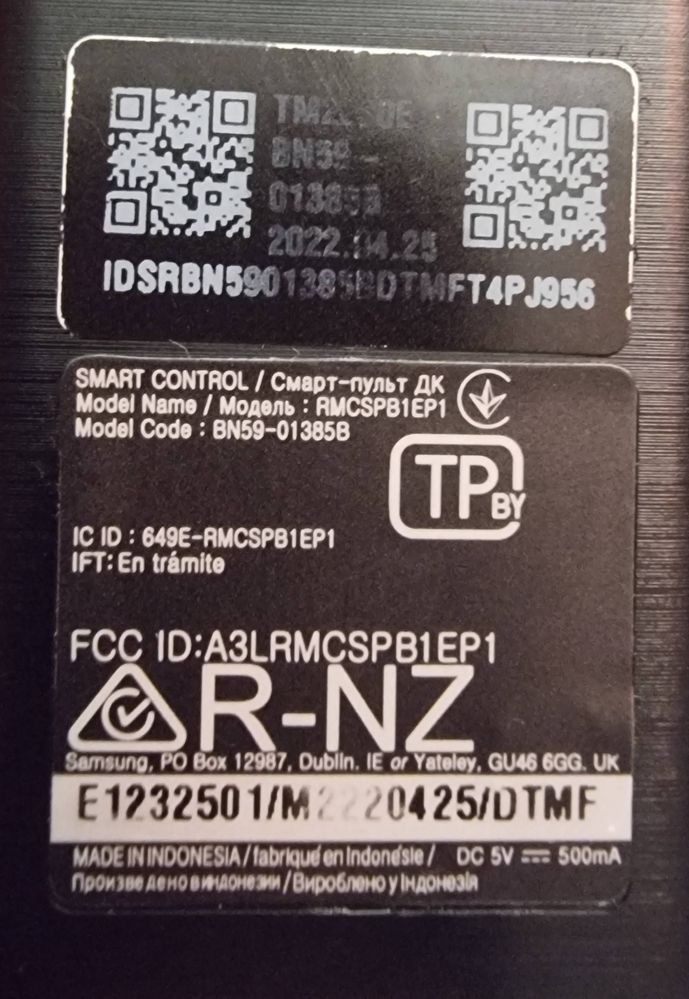 BN59-
01385B
2022.04.25
IDSRBN5901385BDTMFT4PJ956
SMART CONTROL / Смарт-пульт ДК
Model Name / Модель : RMCSPB1EP1
Model Code : BN59-01385B
TP BY
IC ID : 649E-RMCSPB1EP1
IFT: En trámite
FCC ID:A3LRMCSPB1EP1
R-NZ
Samsung, PO Box 12987, Dublin. IE or Yateley, GU46 6GG. UK
E1232501/M2220425/DTMF
MADE IN INDONESIA / fabriqué en Indonésie / DC 5V 500mA
Произведено в индонезии / Вироблено у Індонезія